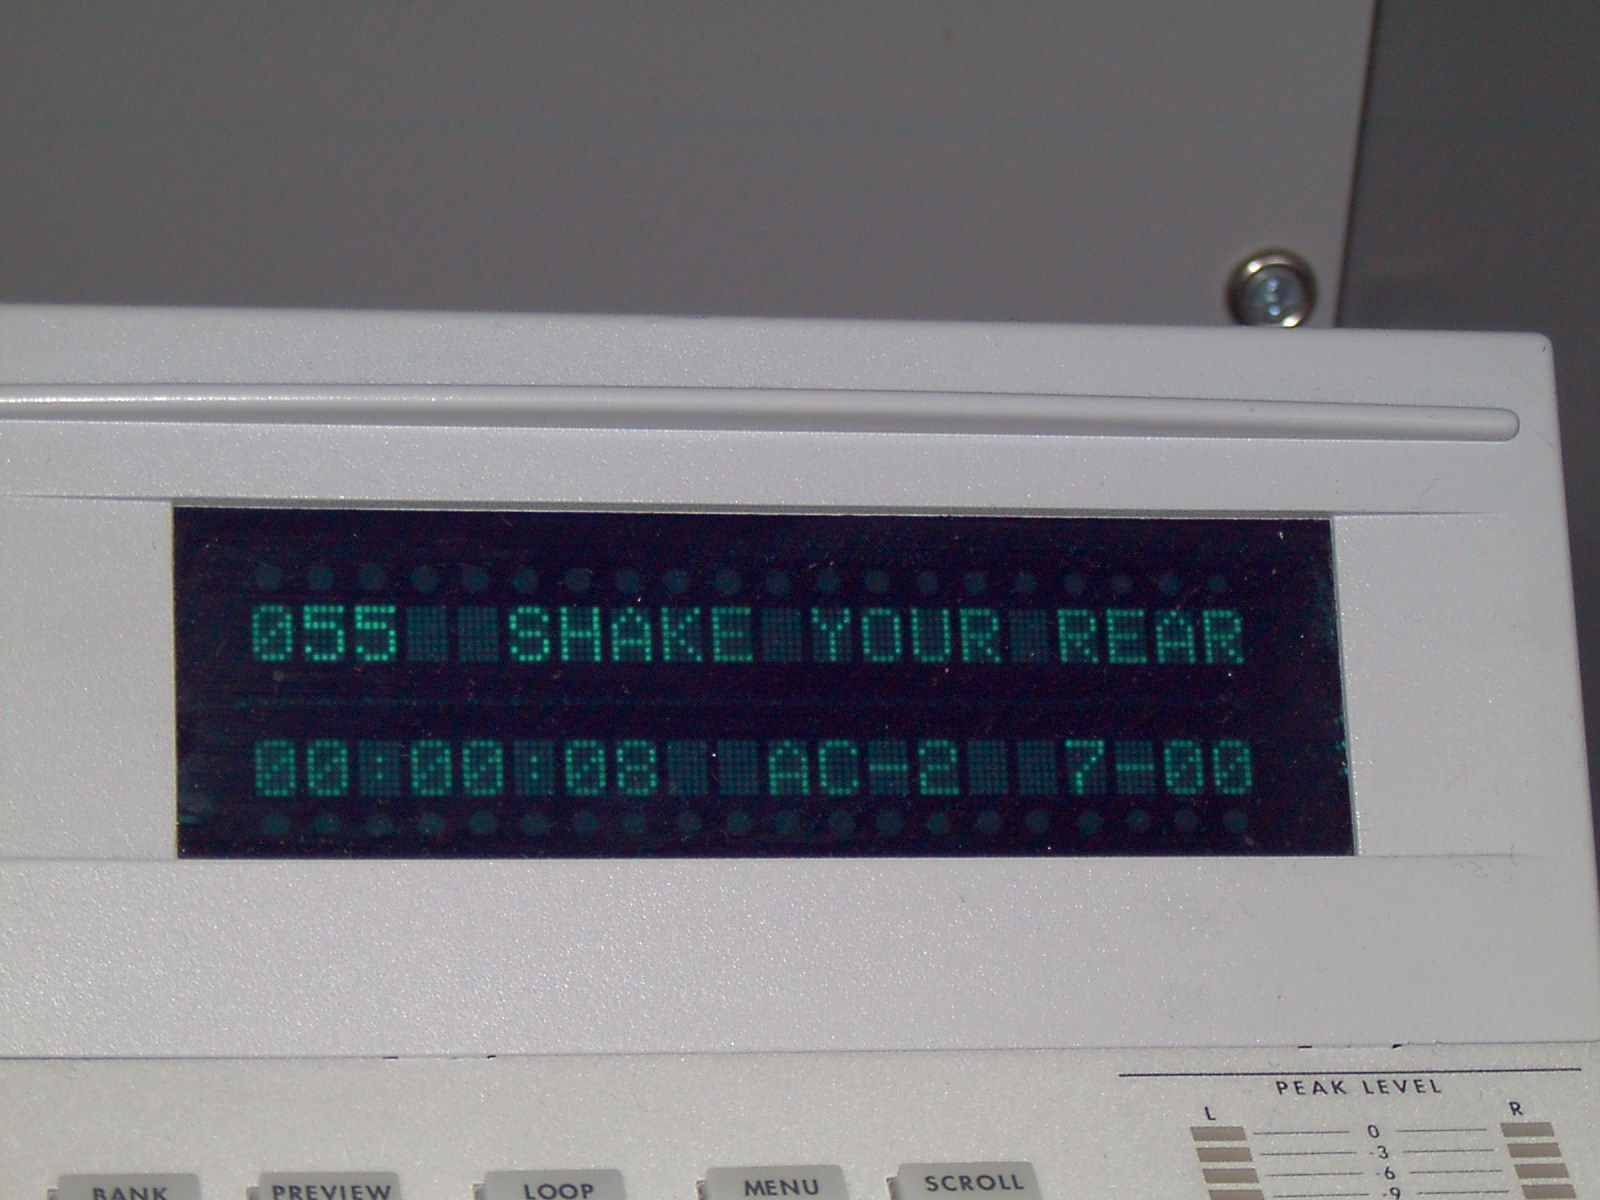 055 SHAKE YOUR REAR
00:00:08 AC-2 7-00
PEAK LEVEL
L R
0
-3
-6
-9
BANK PREVIEW LOOP MENU SCROLL